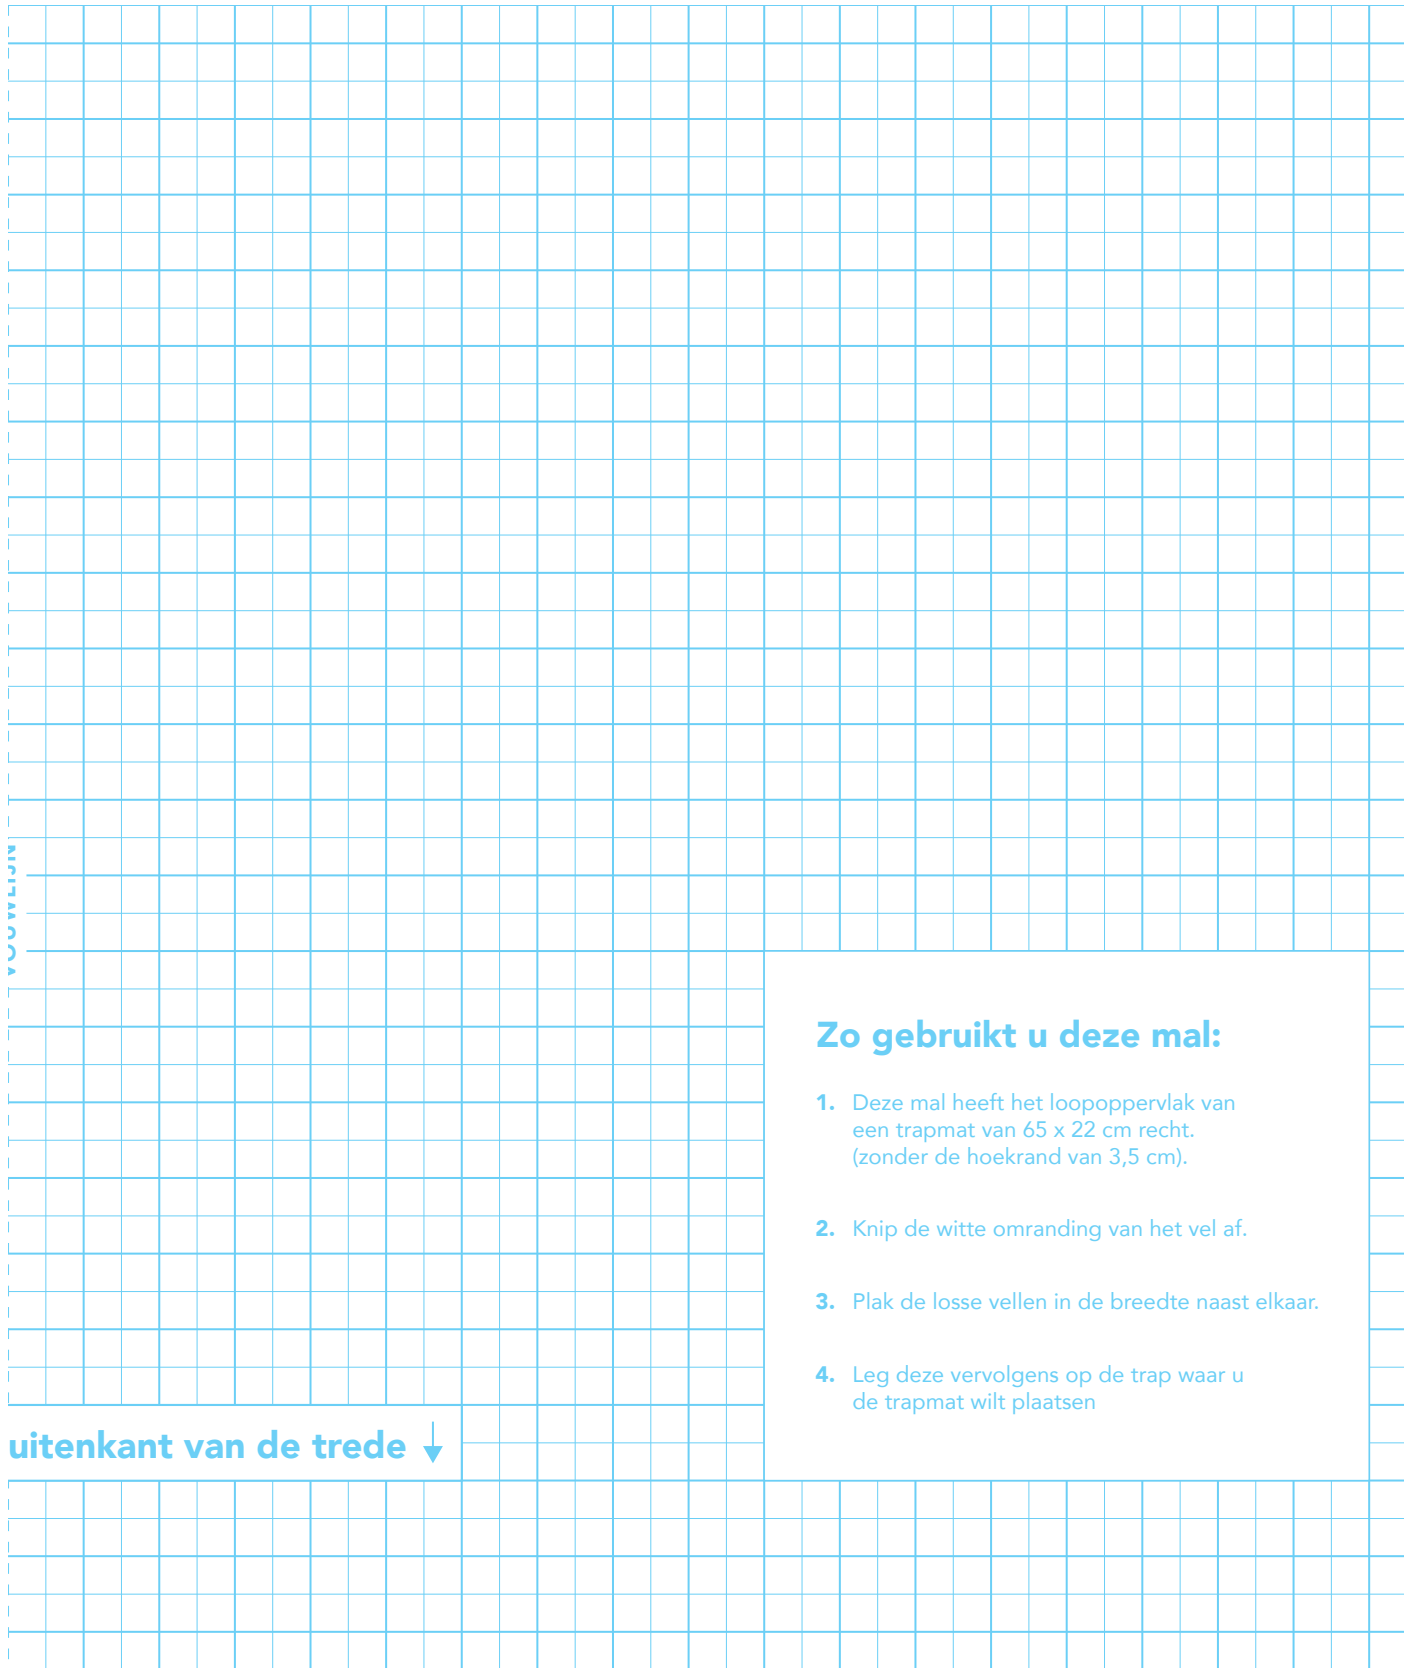 VOUWLIJN
Zo gebruikt u deze mal:
1. Deze mal heeft het loopoppervlak van
een trapmat van 65 x 22 cm recht.
(zonder de hoekrand van 3,5 cm).
2. Knip de witte omranding van het vel af.
3. Plak de losse vellen in de breedte naast elkaar.
4. Leg deze vervolgens op de trap waar u
de trapmat wilt plaatsen
uitenkant van de trede ↓